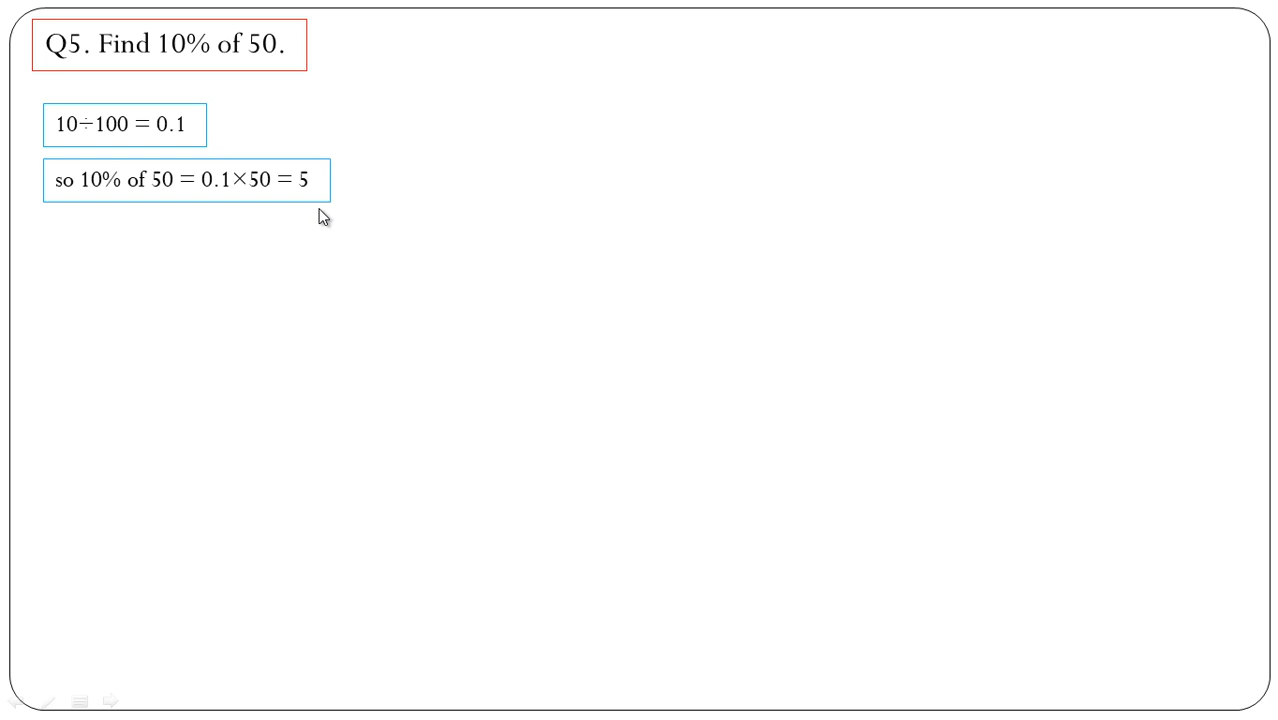 Q5. Find 10% of 50.
10÷100 = 0.1
so 10% of 50 = 0.1×50 = 5